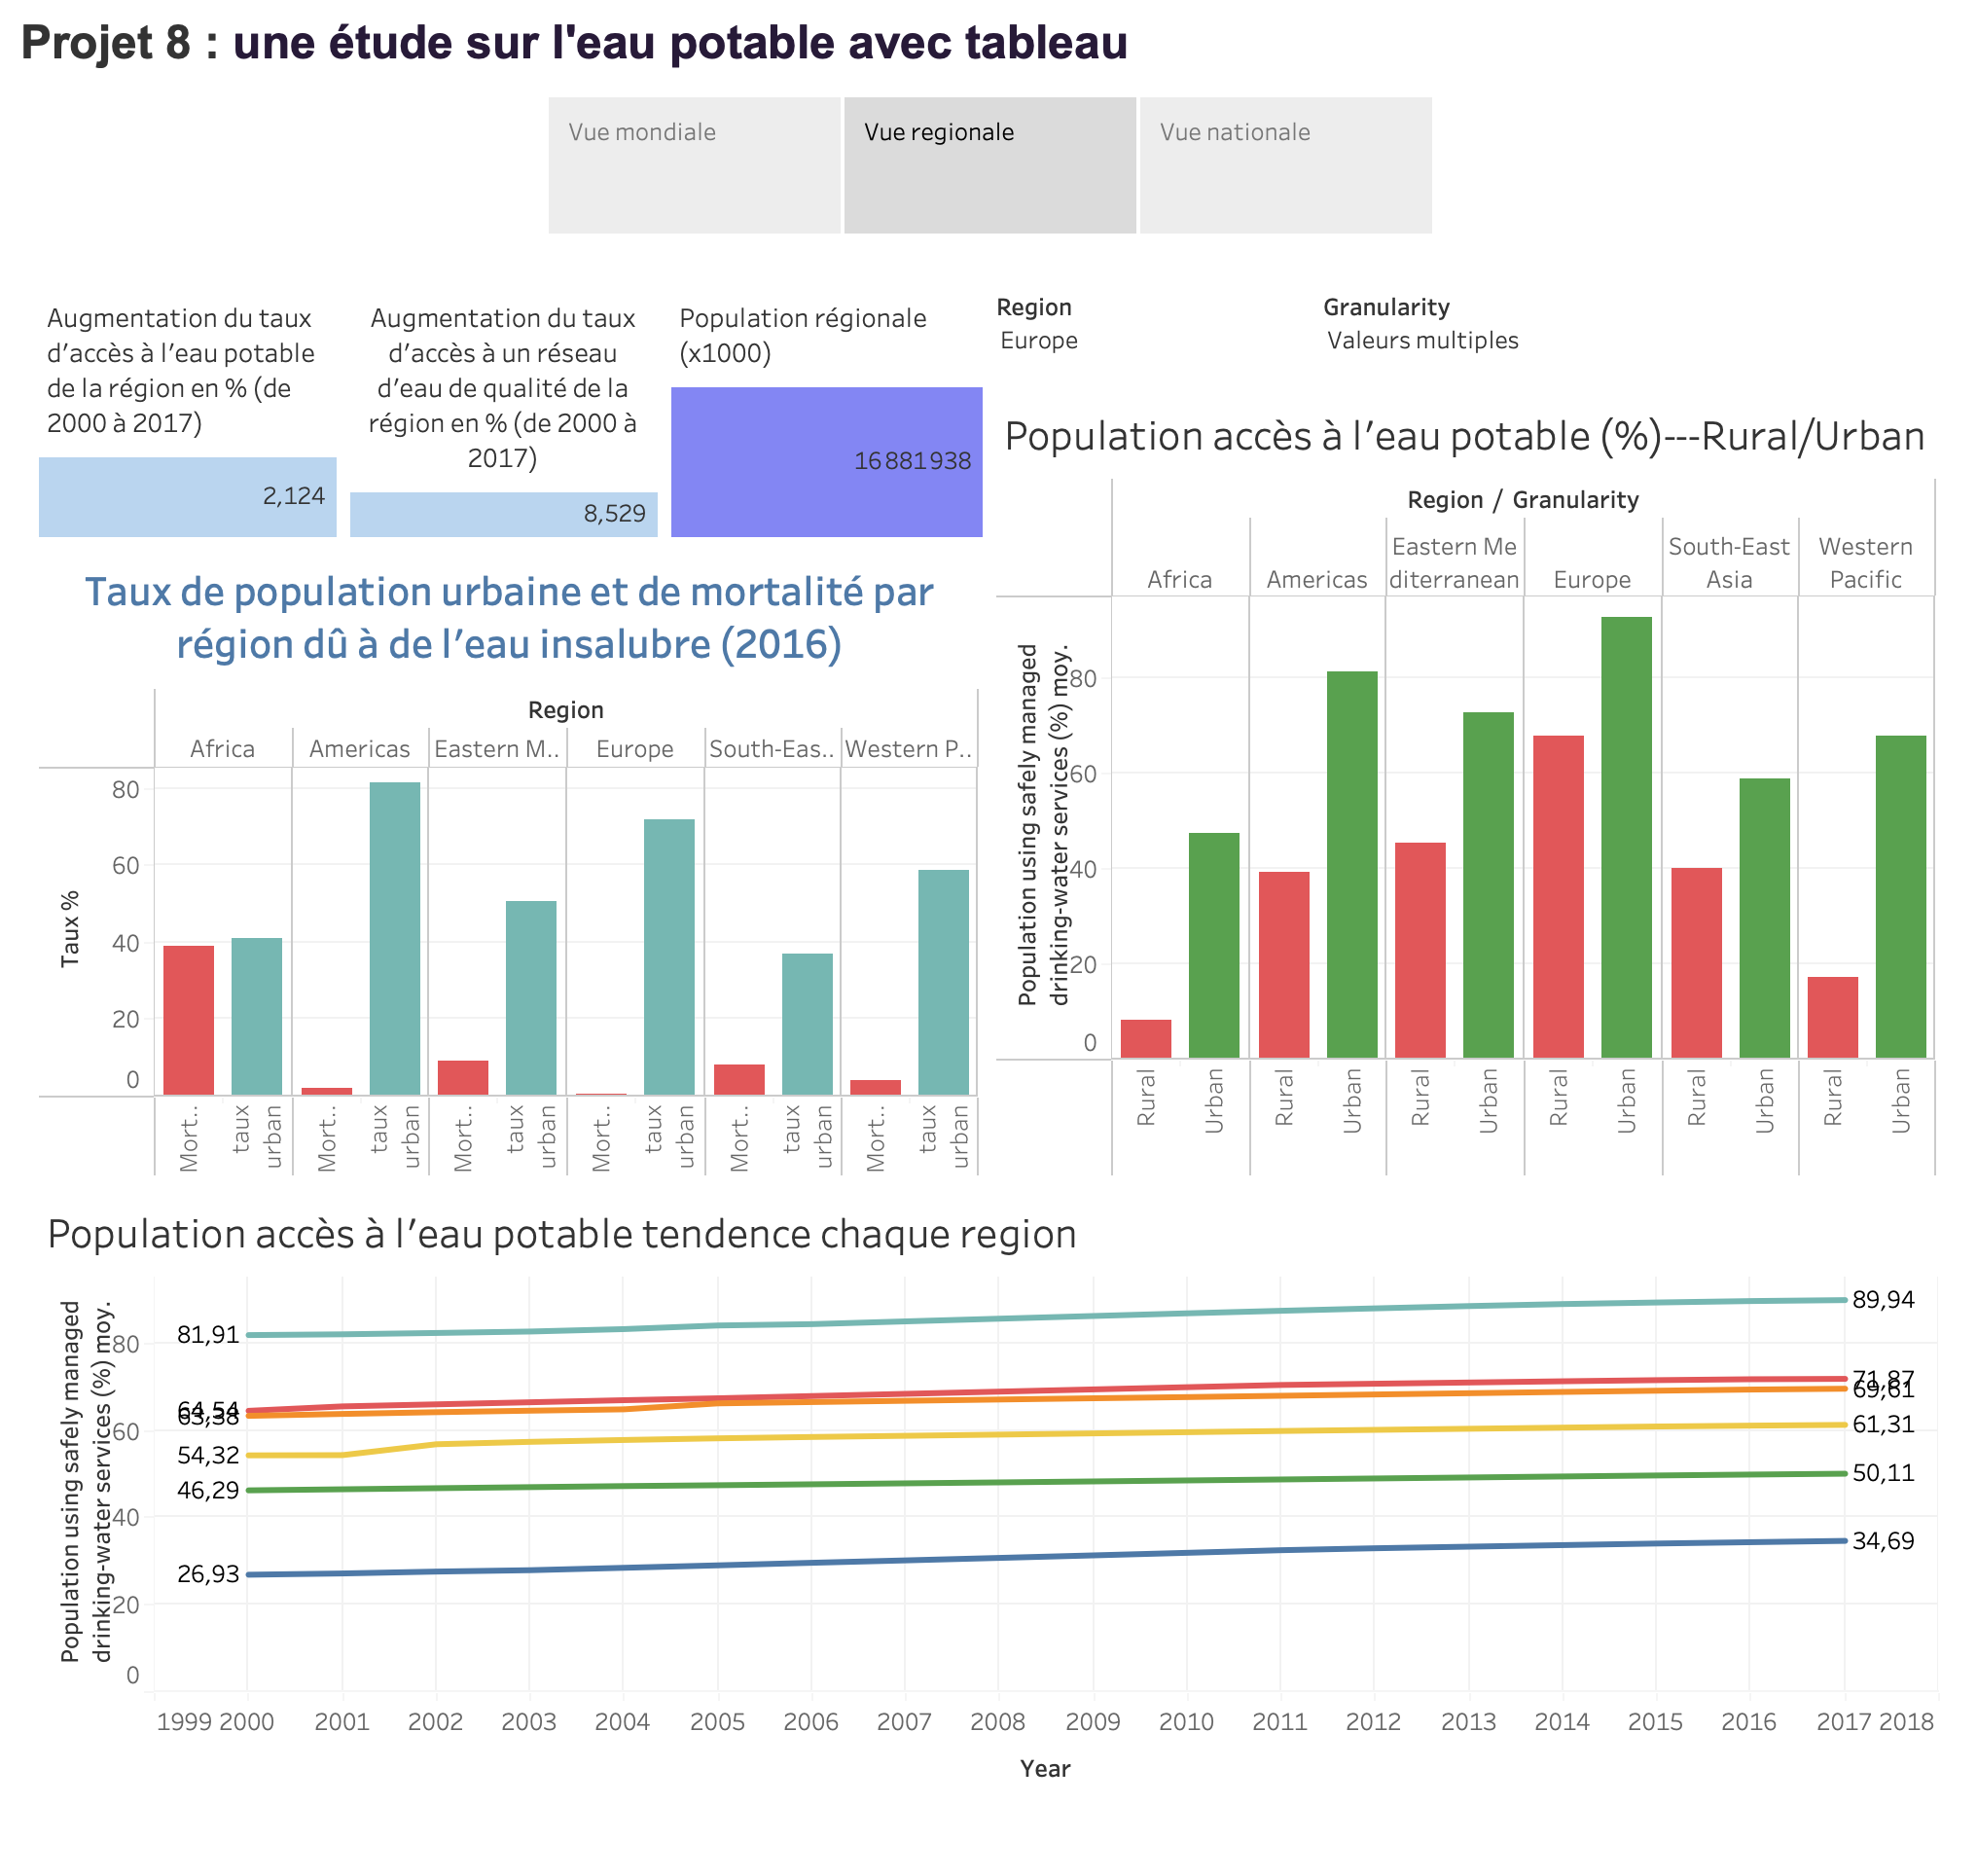 Projet 8 : une étude sur l'eau potable avec tableau
Vue mondiale
Vue regionale
Vue nationale
Augmentation du taux
d'accès à l'eau potable
de la région en % (de
2000 à 2017)
2,124
Augmentation du taux
d'accès à un réseau
d'eau de qualité de la
région en % (de 2000 à
2017)
8,529
Population régionale
(x1000)
16 881 938
Region
Europe
Granularity
Valeurs multiples
Taux de population urbaine et de mortalité par
région dû à de l'eau insalubre (2016)
Region
Africa
Americas
Eastern M..
Europe
South-Eas..
Western P..
Taux %
80
60
40
20
0
Mort..
taux
urban
Mort..
taux
urban
Mort..
taux
urban
Mort..
taux
urban
Mort..
taux
urban
Mort..
taux
urban
Population accès à l'eau potable (%)---Rural/Urban
Region / Granularity
Africa
Americas
Eastern Me
diterranean
Europe
South-East
Asia
Western
Pacific
Population using safely managed
drinking-water services (%) moy.
80
60
40
20
0
Rural
Urban
Rural
Urban
Rural
Urban
Rural
Urban
Rural
Urban
Rural
Urban
Population accès à l'eau potable tendence chaque region
Population using safely managed
drinking-water services (%) moy.
80
60
40
20
0
81,91
64,54
63,38
54,32
46,29
26,93
89,94
71,87
69,61
61,31
50,11
34,69
1999 2000 2001 2002 2003 2004 2005 2006 2007 2008 2009 2010 2011 2012 2013 2014 2015 2016 2017 2018
Year